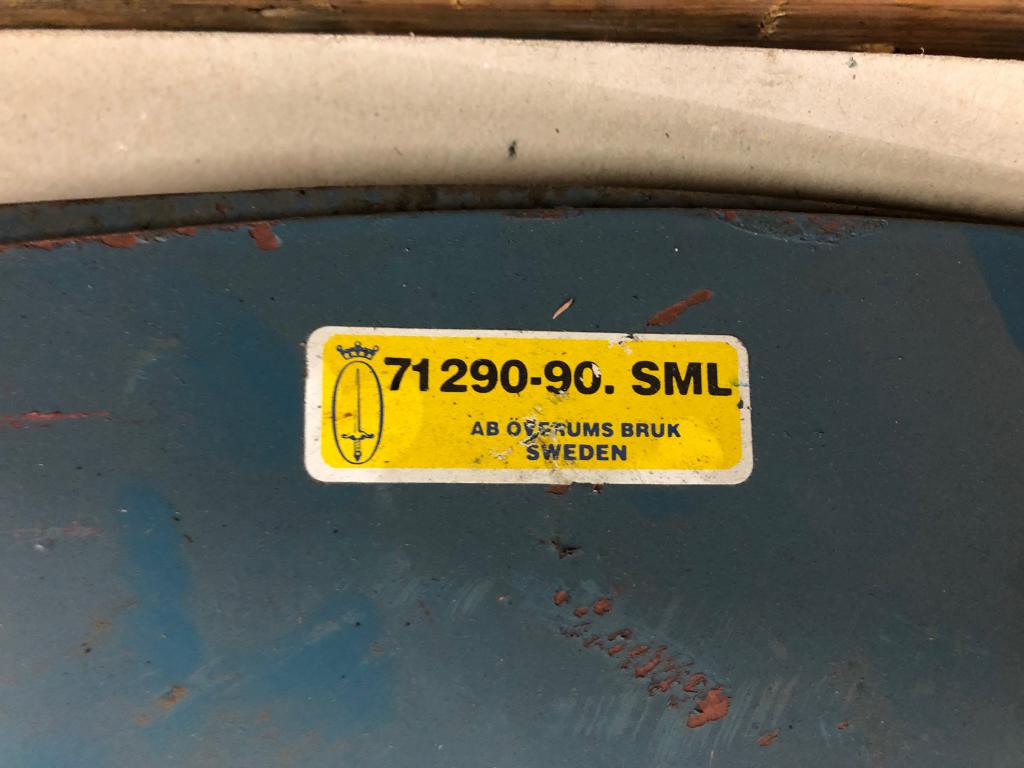 71290-90. SML
AB ÖVERUMS BRUK
SWEDEN